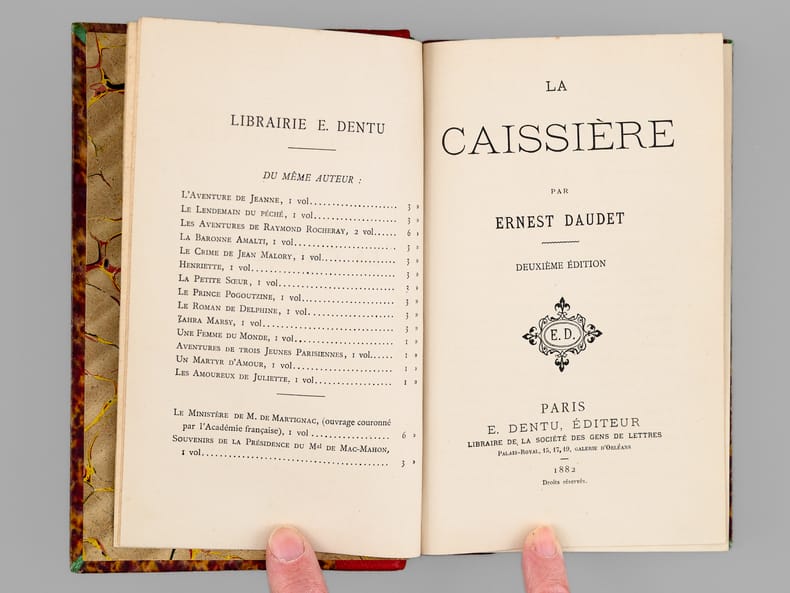 LIBRAIRIE E. DENTU
DU MÊME AUTEUR :
L'Aventure de Jeanne, 1 vol........................ 3 »
Le Lendemain du péché, 1 vol........................ 3 »
Les Aventures de Raymond Rocheray, 2 vol...... 6 »
La Baronne Amalti, 1 vol........................ 3 »
Le Crime de Jean Malory, 1 vol................... 3 »
Henriette, 1 vol................................... 3 »
La Petite Sœur, 1 vol............................ 3 »
Le Prince Pogoutzine, 1 vol...................... 3 »
Le Roman de Delphine, 1 vol..................... 3 »
Zahra Marsy, 1 vol............................... 3 »
Une Femme du Monde, 1 vol....................... 1 »
Aventures de trois Jeunes Parisiennes, 1 vol...... 1 »
Un Martyr d'Amour, 1 vol........................ 1 »
Les Amoureux de Juliette, 1 vol................... 1 »
Le Ministère de M. de Martignac, (ouvrage couronné
par l'Académie française), 1 vol ................... 6 »
Souvenirs de la Présidence du Mal de Mac-Mahon,
1 vol............................................. 3 »
LA
CAISSIÈRE
PAR
ERNEST DAUDET
DEUXIÈME ÉDITION
E. D.
PARIS
E. DENTU, ÉDITEUR
LIBRAIRE DE LA SOCIÉTÉ DES GENS DE LETTRES
Palais-Royal, 15, 17, 19, galerie d'Orléans
1882
Droits réservés.